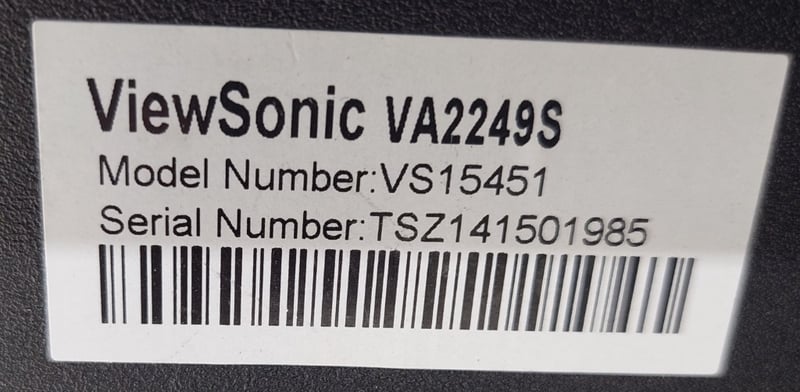 ViewSonic VA2249S
Model Number:VS15451
Serial Number:TSZ141501985